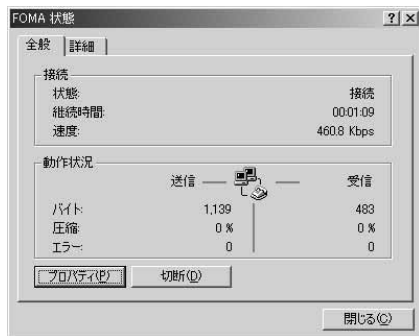 FOMA 状態
全般 詳細
接続
状態: 接続
継続時間: 00:01:09
速度: 460.8 Kbps
動作状況
送信 受信
バイト: 1,139 483
圧縮: 0 % 0 %
エラー: 0 0
プロパティ(P) 切断(D)
閉じる(C)